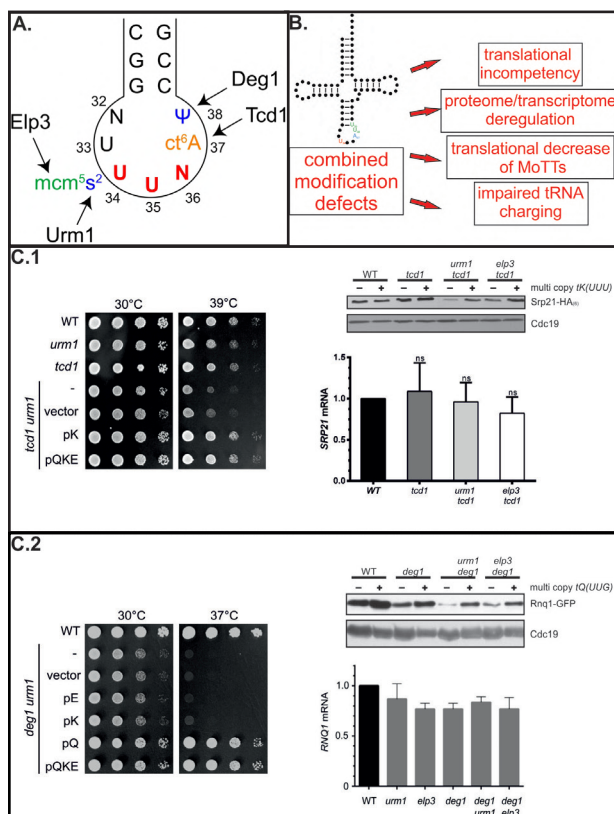 A.
C G
G C
G C
32 N Ψ 38
Deg1
Tcd1
Elp3
33 U ct⁶A 37
mcm⁵s² U U N
34 35 36
Urm1
B.
translational
incompetency
proteome/transcriptome
deregulation
combined
modification
defects
translational decrease
of MoTTs
impaired tRNA
charging
C.1
30°C 39°C
WT
urm1
tcd1
tcd1 urm1
-
vector
pK
pQKE
WT tcd1 urm1 tcd1 elp3 tcd1
– + – + – + – + multi copy tK(UUU)
Srp21-HA(6)
Cdc19
SRP21 mRNA
1.5
1.0
0.5
0.0
ns ns ns
WT tcd1 urm1 tcd1 elp3 tcd1
C.2
30°C 37°C
WT
deg1 urm1
-
vector
pE
pK
pQ
pQKE
WT deg1 urm1 deg1 elp3 deg1
– + – + – + – + multi copy tQ(UUG)
Rnq1-GFP
Cdc19
RNQ1 mRNA
1.0
0.5
0
WT urm1 elp3 deg1 deg1 urm1 deg1 elp3